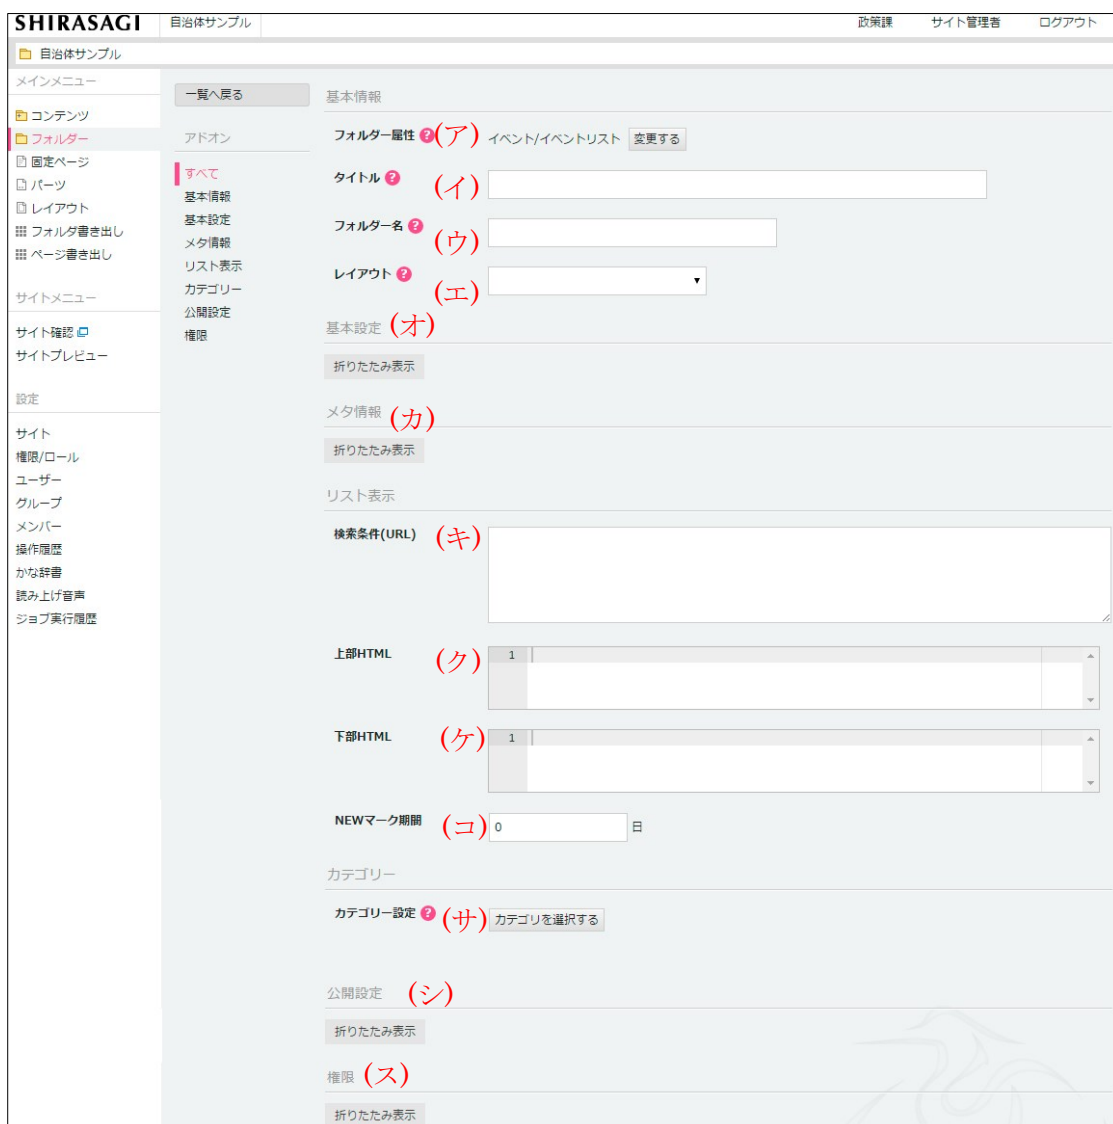 SHIRASAGI 自治体サンプル 政策課 サイト管理者 ログアウト
自治体サンプル
メインメニュー
コンテンツ
フォルダー
固定ページ
パーツ
レイアウト
フォルダ書き出し
ページ書き出し
サイトメニュー
サイト確認
サイトプレビュー
設定
サイト
権限/ロール
ユーザー
グループ
メンバー
操作履歴
かな辞書
読み上げ音声
ジョブ実行履歴
一覧へ戻る
アドオン
すべて
基本情報
基本設定
メタ情報
リスト表示
カテゴリー
公開設定
権限
基本情報
フォルダー属性 ? (ア) イベント/イベントリスト 変更する
タイトル ? (イ)
フォルダー名 ? (ウ)
レイアウト ? (エ)
基本設定 (オ)
折りたたみ表示
メタ情報 (カ)
折りたたみ表示
リスト表示
検索条件(URL) (キ)
上部HTML (ク) 1
下部HTML (ケ) 1
NEWマーク期間 (コ) 0 日
カテゴリー
カテゴリー設定 ? (サ) カテゴリを選択する
公開設定 (シ)
折りたたみ表示
権限 (ス)
折りたたみ表示